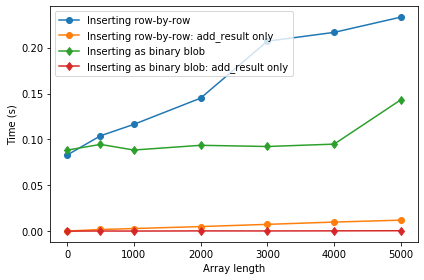 Inserting row-by-row
Inserting row-by-row: add_result only
Inserting as binary blob
Inserting as binary blob: add_result only
0.20
0.15
0.10
0.05
0.00
Time (s)
0
1000
2000
3000
4000
5000
Array length